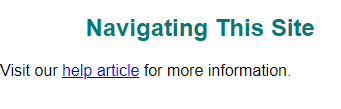 Navigating This Site
Visit our help article for more information.